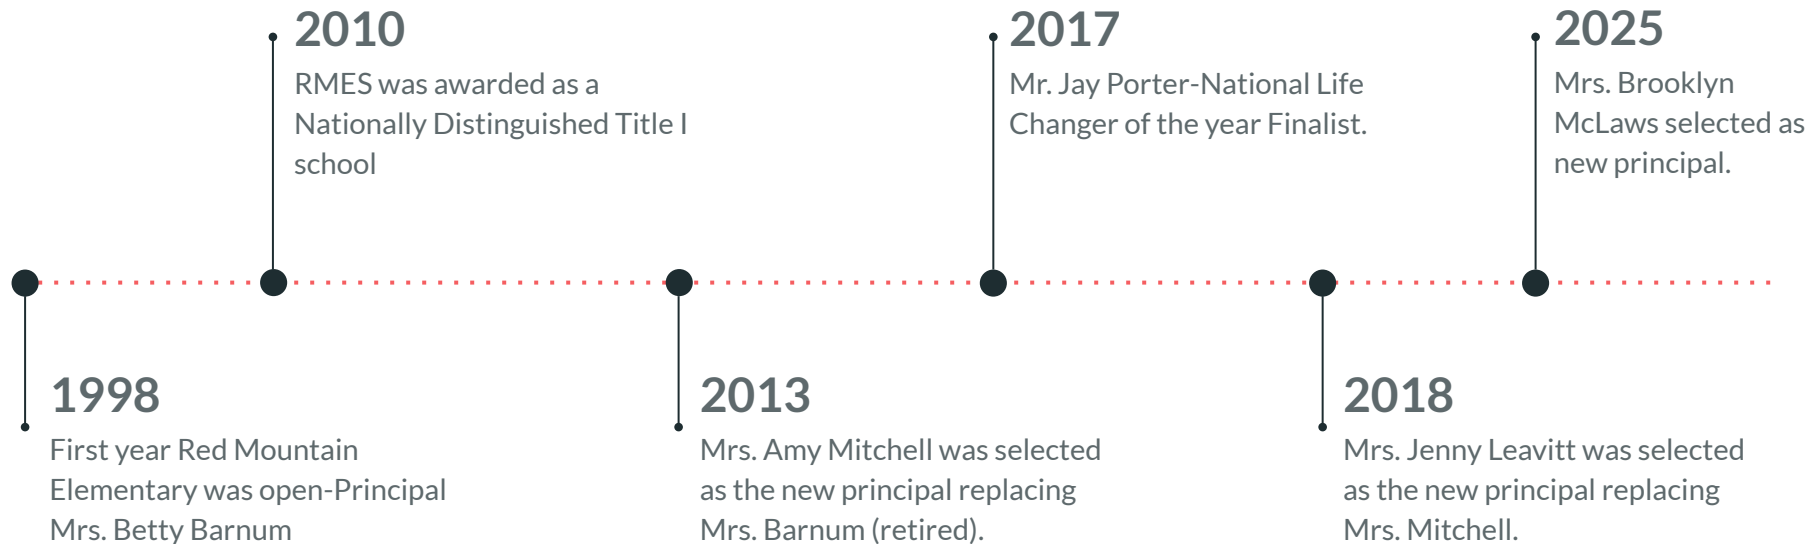 2010
RMES was awarded as a
Nationally Distinguished Title I
school
2017
Mr. Jay Porter-National Life
Changer of the year Finalist.
2025
Mrs. Brooklyn
McLaws selected as
new principal.
1998
First year Red Mountain
Elementary was open-Principal
Mrs. Betty Barnum
2013
Mrs. Amy Mitchell was selected
as the new principal replacing
Mrs. Barnum (retired).
2018
Mrs. Jenny Leavitt was selected
as the new principal replacing
Mrs. Mitchell.